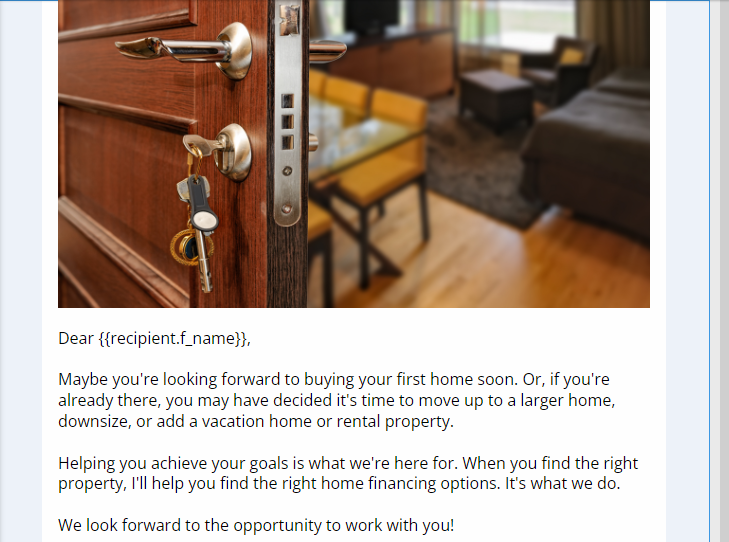 Dear {{recipient.f_name}},
Maybe you're looking forward to buying your first home soon. Or, if you're
already there, you may have decided it's time to move up to a larger home,
downsize, or add a vacation home or rental property.
Helping you achieve your goals is what we're here for. When you find the right
property, I'll help you find the right home financing options. It's what we do.
We look forward to the opportunity to work with you!